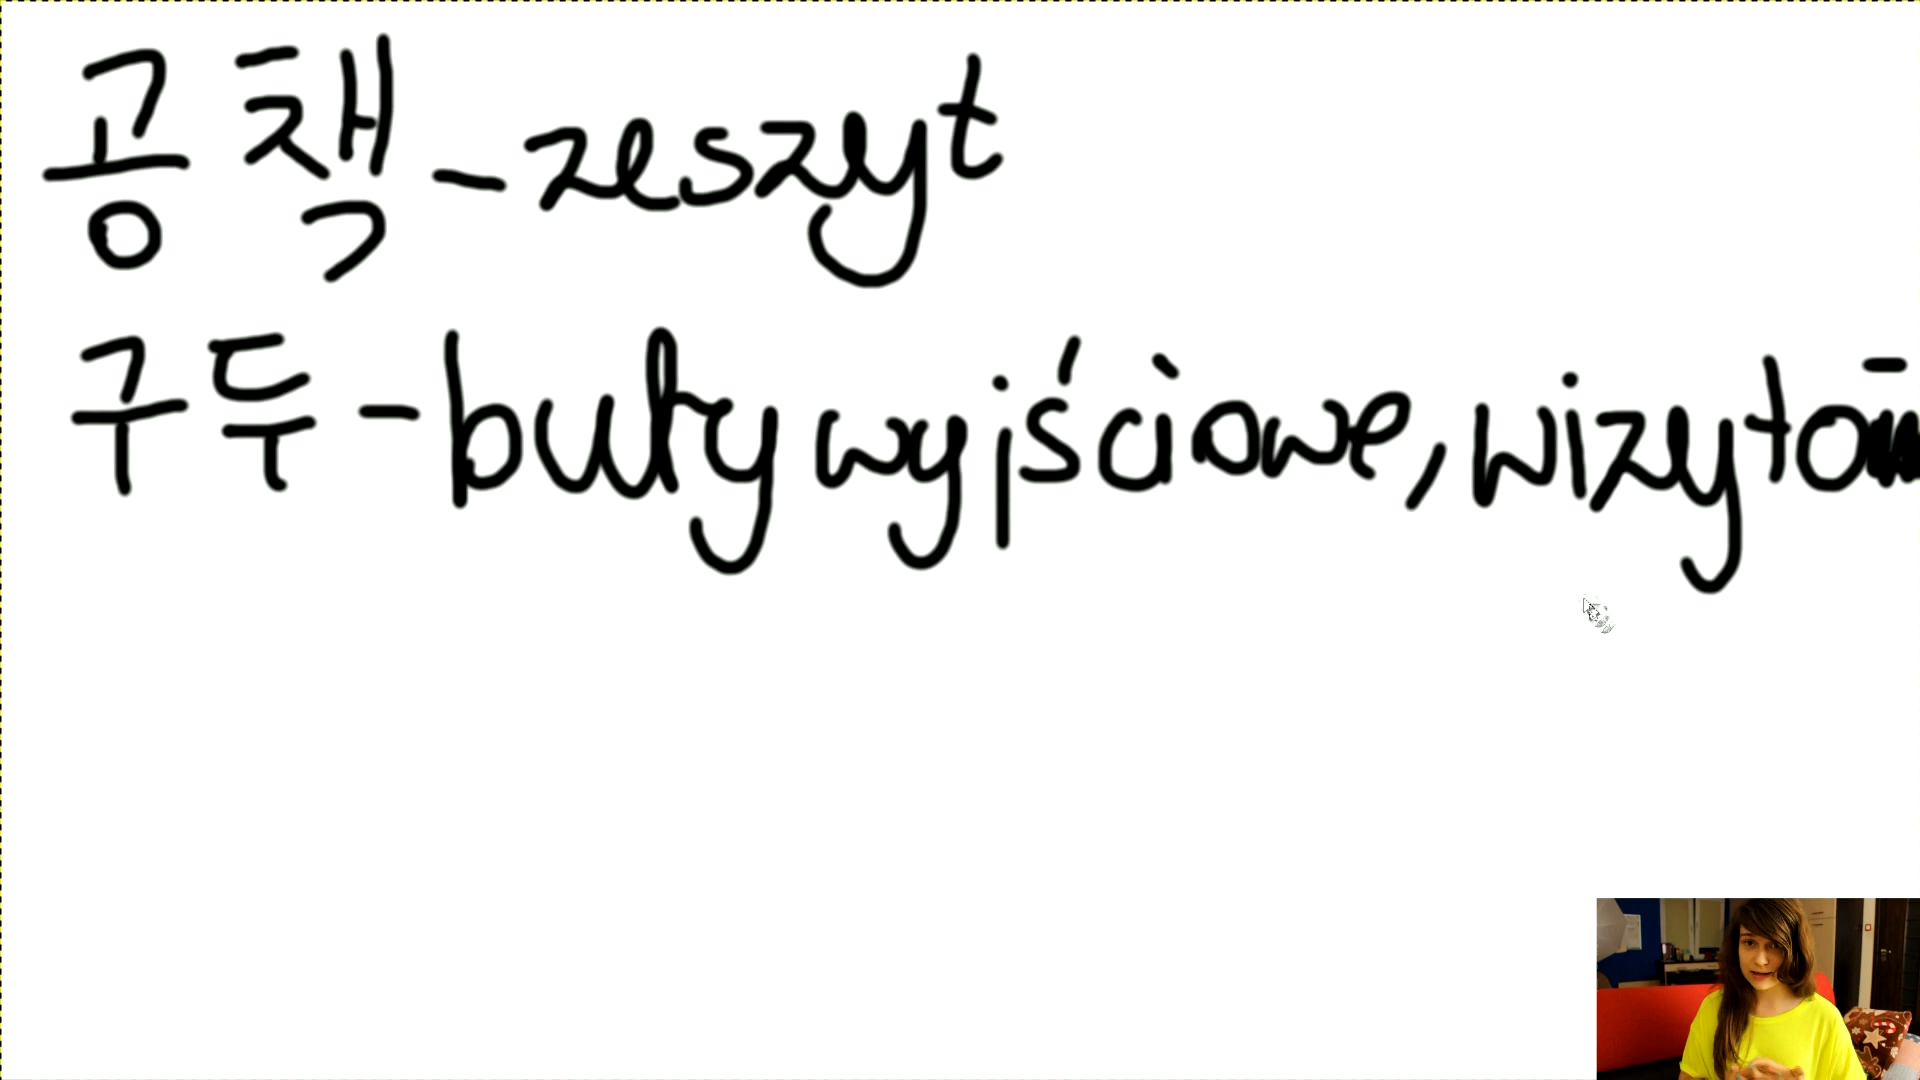 공책 - zeszyt
구두 - buty wyjściowe,